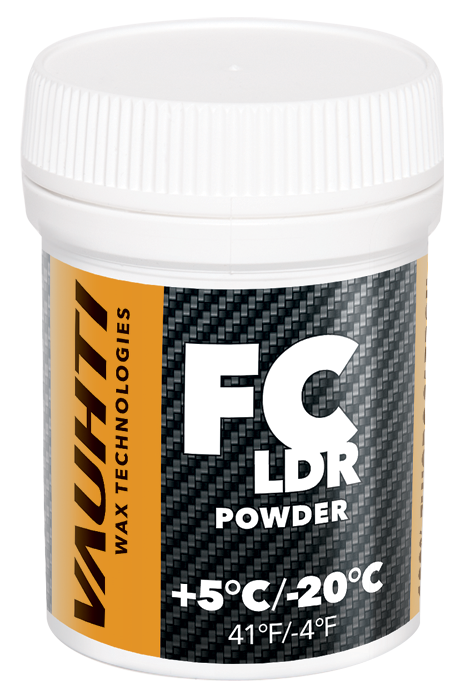 VAUHTI
WAX TECHNOLOGIES
FC
LDR
POWDER
+5°C/-20°C
41°F/-4°F